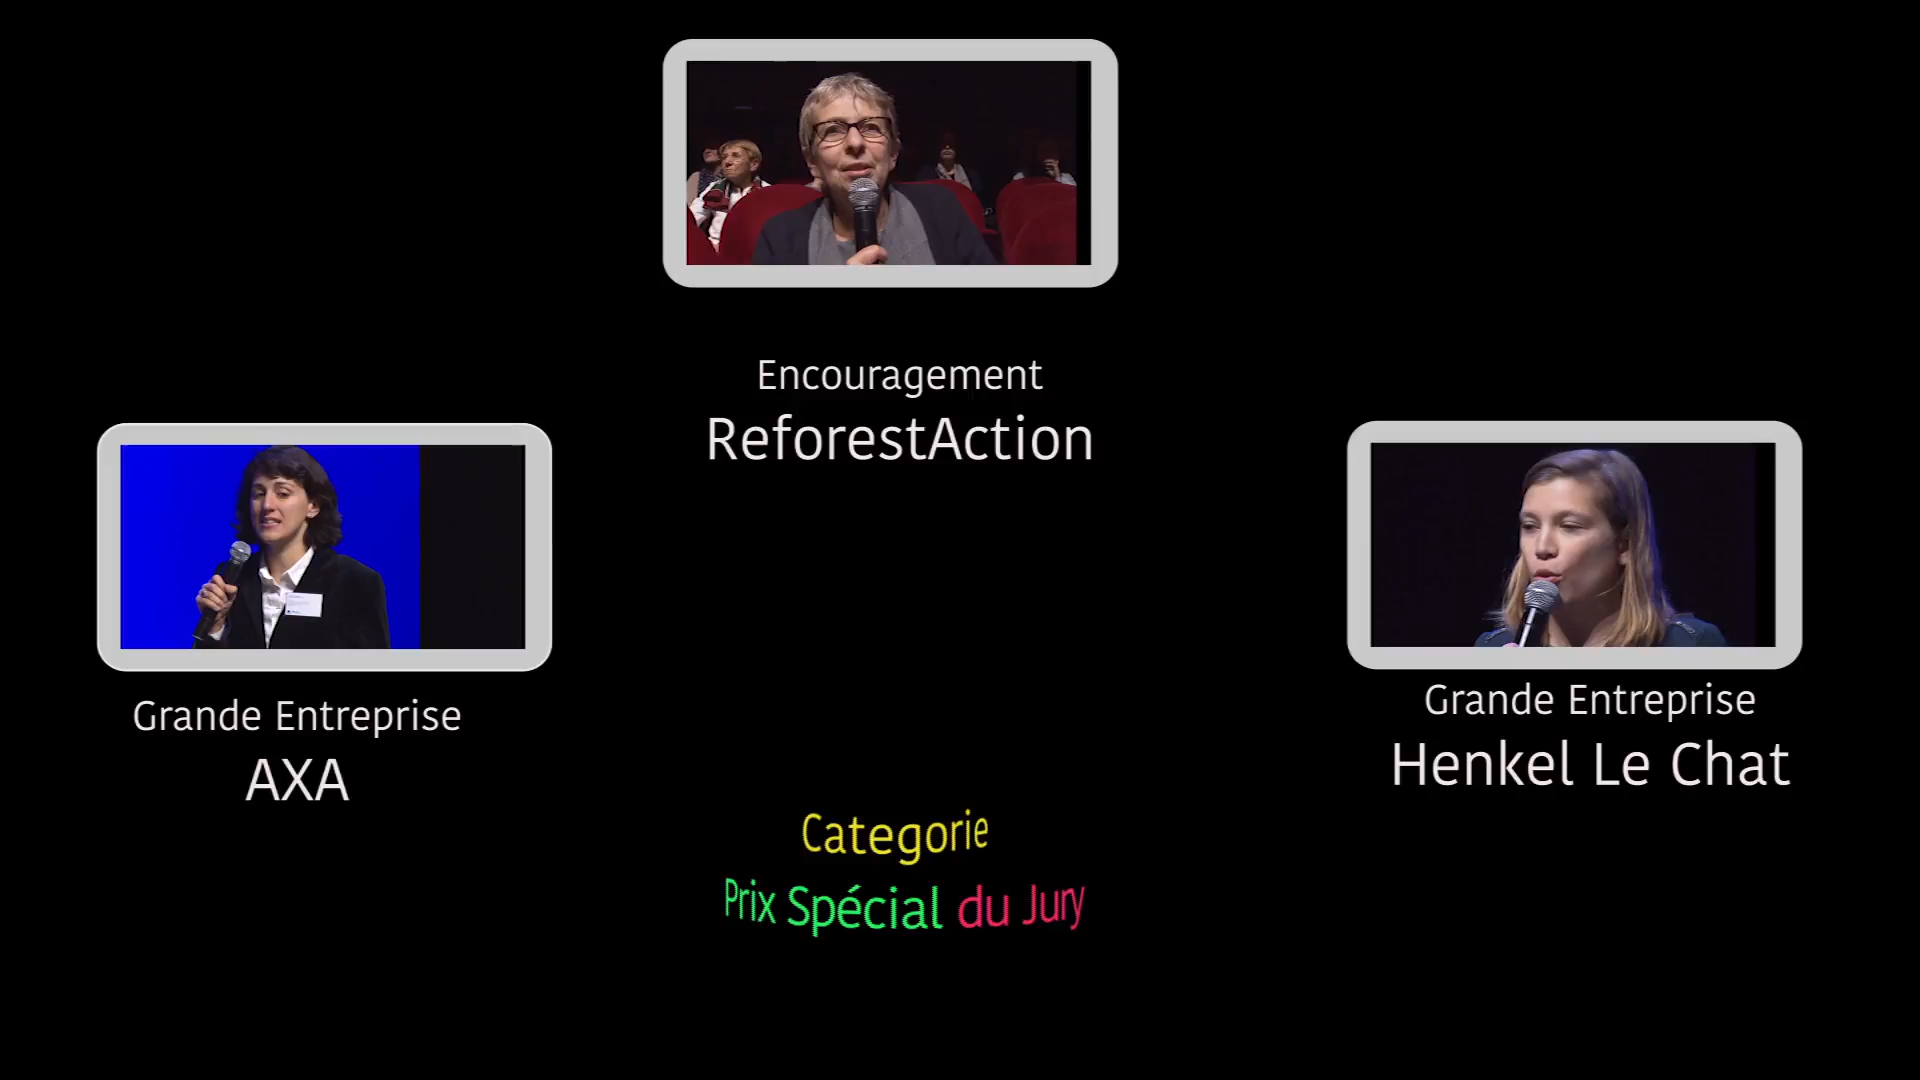 Encouragement
ReforestAction
Grande Entreprise
AXA
Grande Entreprise
Henkel Le Chat
Categorie
Prix Spécial du Jury